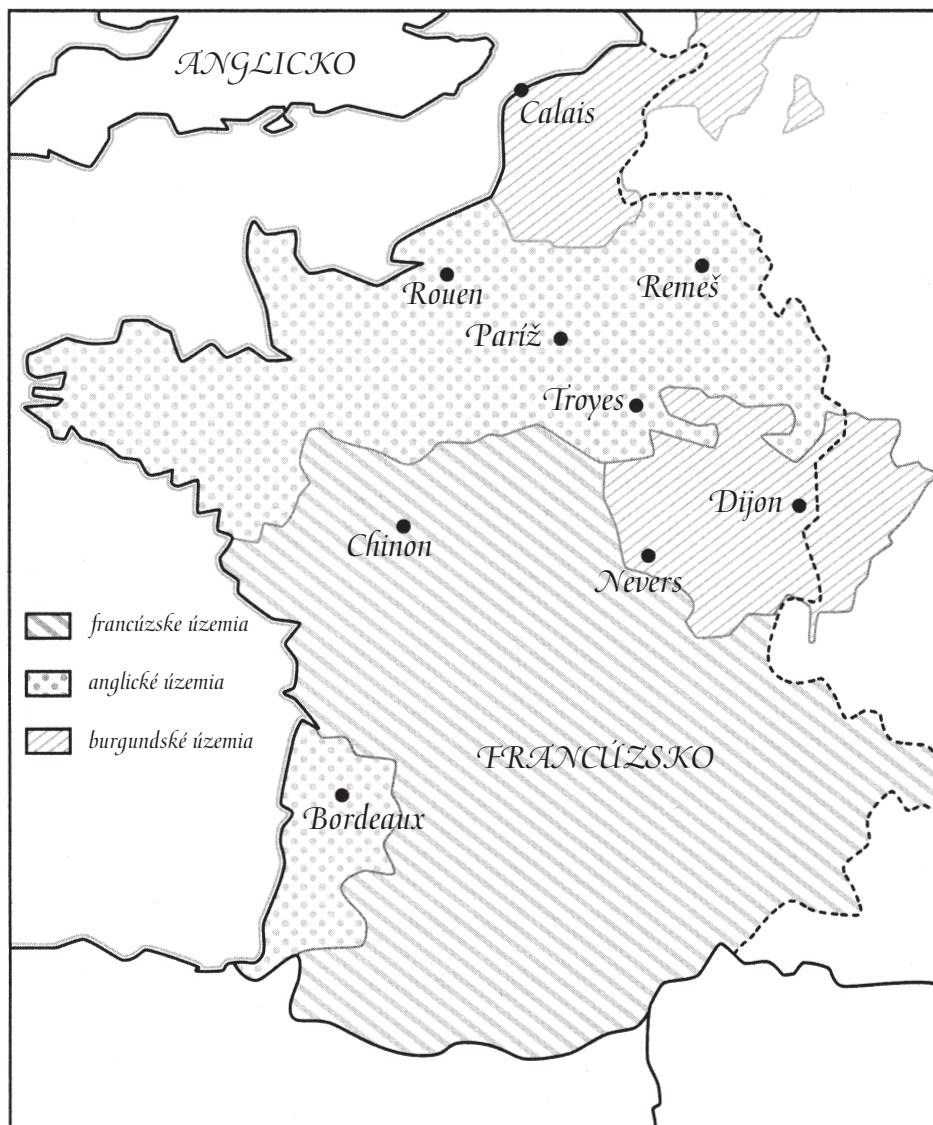 ANGLICKO
Calais
Rouen
Remeš
Paríž
Troyes
Dijon
Chinon
Nevers
francúzske územia
anglické územia
burgundské územia
FRANCÚZSKO
Bordeaux